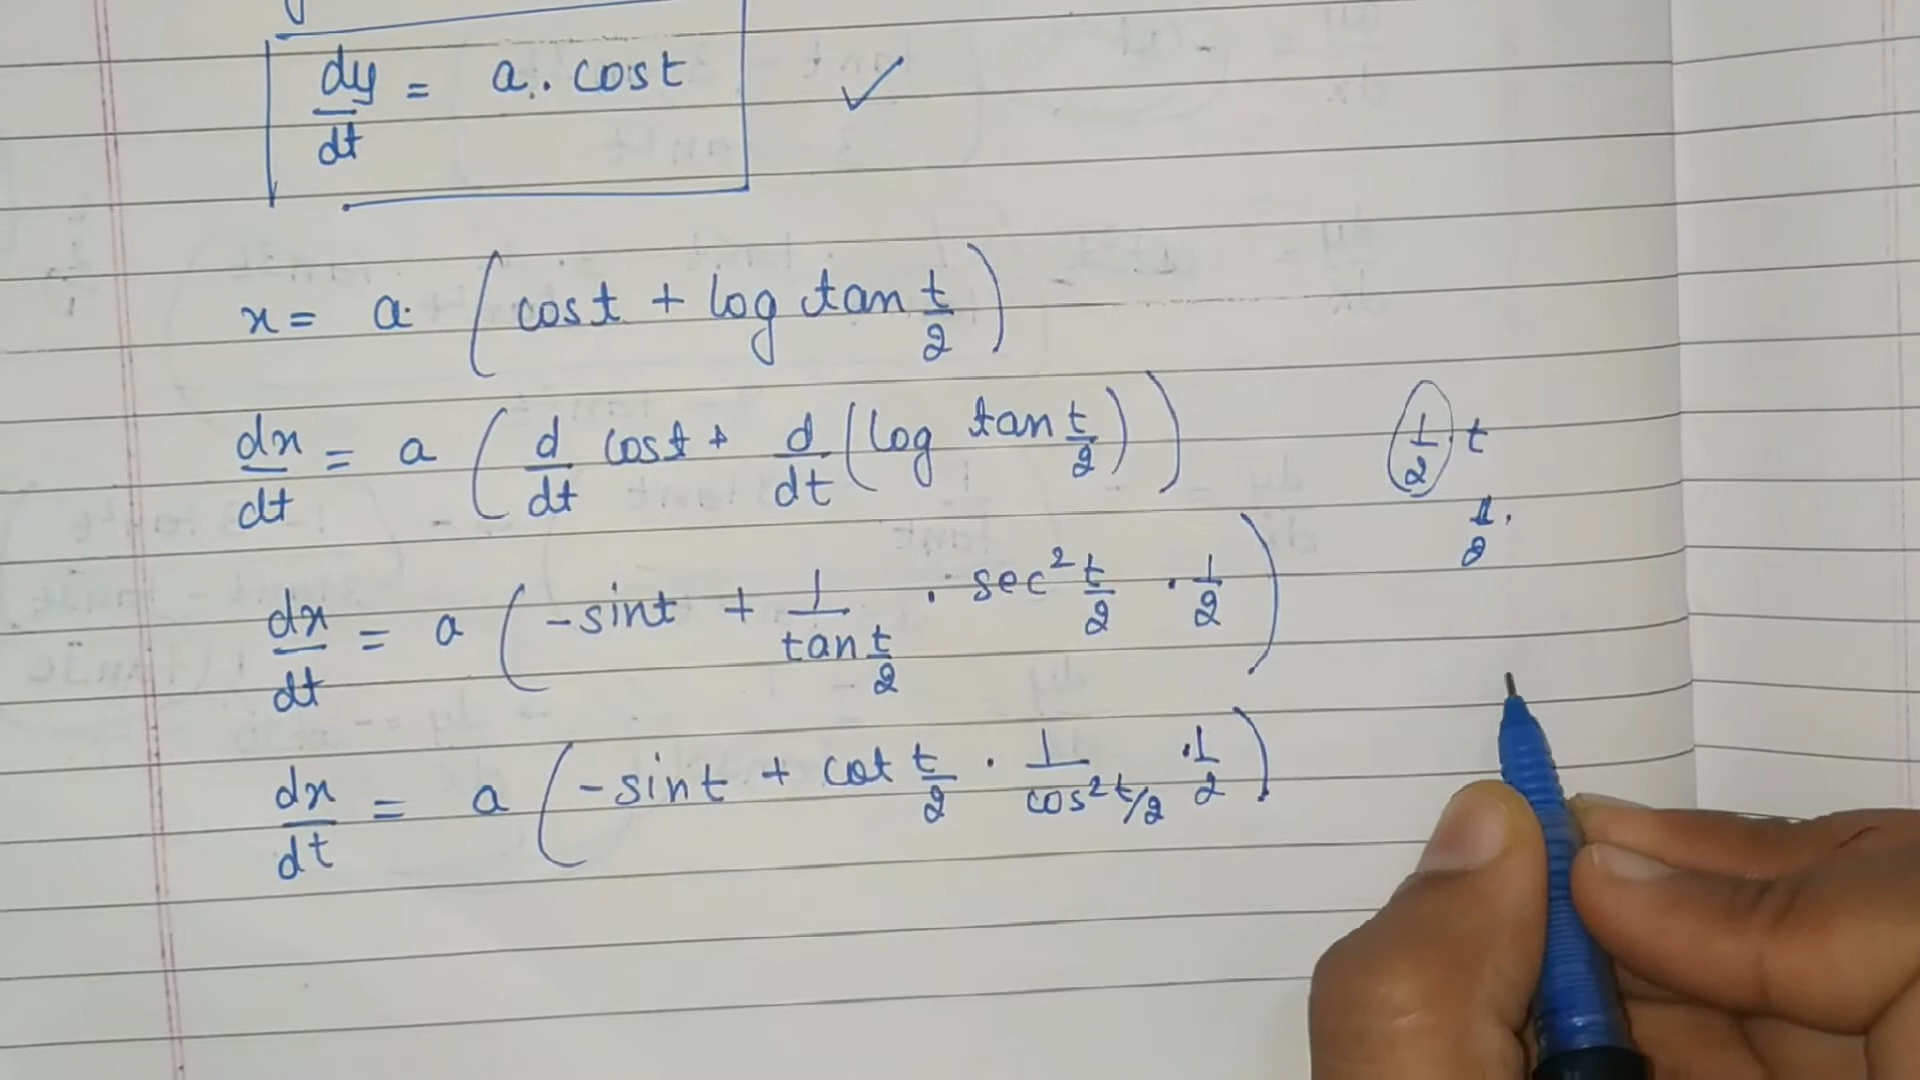 dy/dt = a. cost ✓
x = a. (cost + log tan t/2)
dx/dt = a (d/dt cost + d/dt (log tan t/2))
1/2 t
1/2.
dx/dt = a (-sint + 1/tan t/2 . sec² t/2 . 1/2)
dx/dt = a (-sint + cot t/2 . 1/cos² t/2 . 1/2)